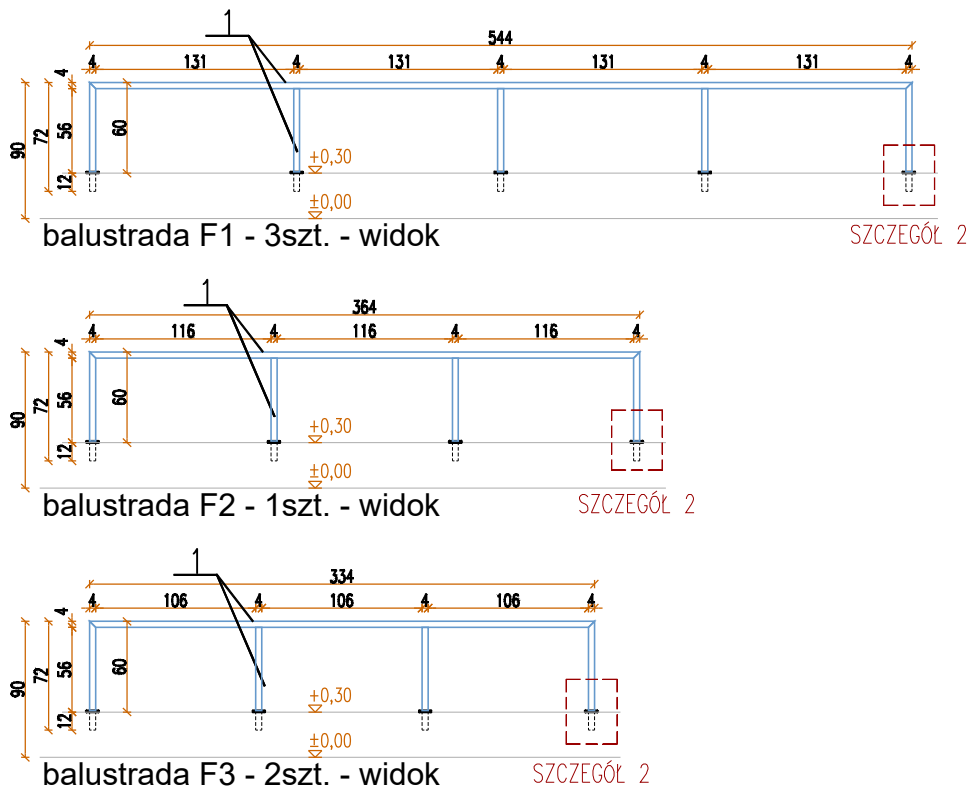 1
544
4 131 4 131 4 131 4 131 4
4
90 72 56 60
12
+0,30
±0,00
balustrada F1 - 3szt. - widok
SZCZEGÓŁ 2
1
364
4 116 4 116 4 116 4
4
90 72 56 60
12
+0,30
±0,00
balustrada F2 - 1szt. - widok
SZCZEGÓŁ 2
1
334
4 106 4 106 4 106 4
4
90 72 56 60
12
+0,30
±0,00
balustrada F3 - 2szt. - widok
SZCZEGÓŁ 2